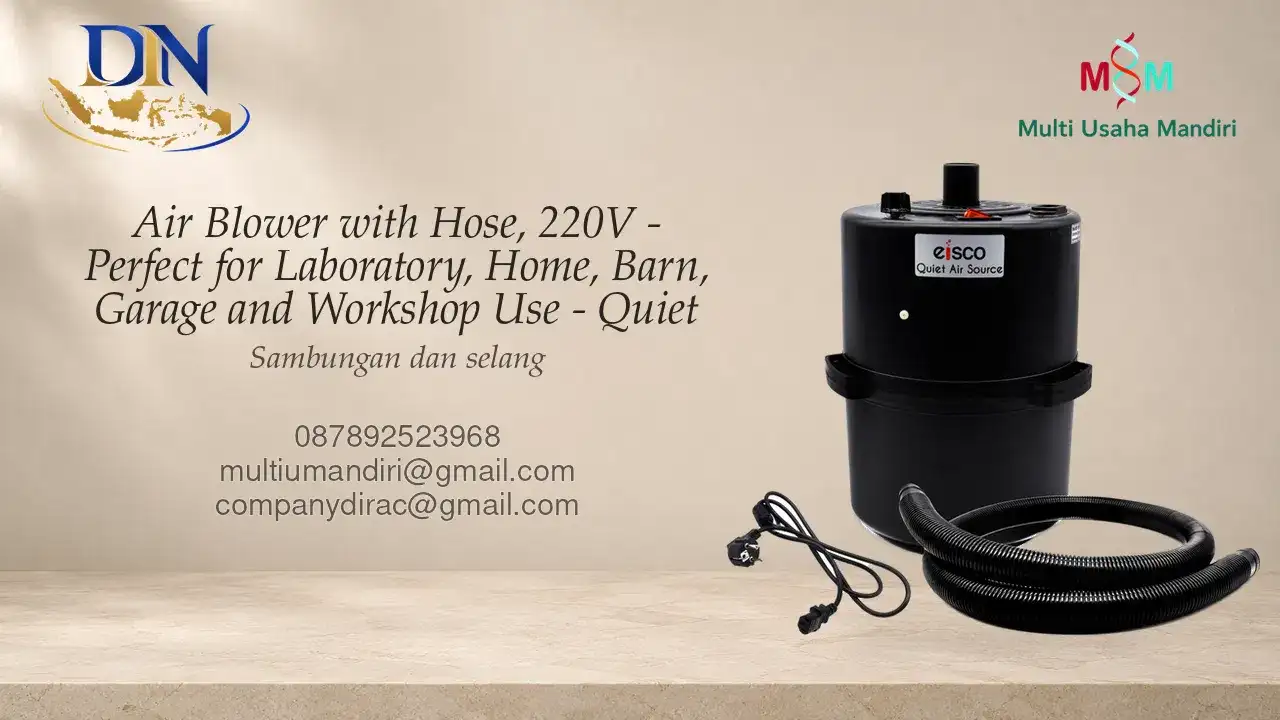 DN
M M
Multi Usaha Mandiri
Air Blower with Hose, 220V -
Perfect for Laboratory, Home, Barn,
Garage and Workshop Use - Quiet
Sambungan dan selang
087892523968
multiumandiri@gmail.com
companydirac@gmail.com
eisco
Quiet Air Source